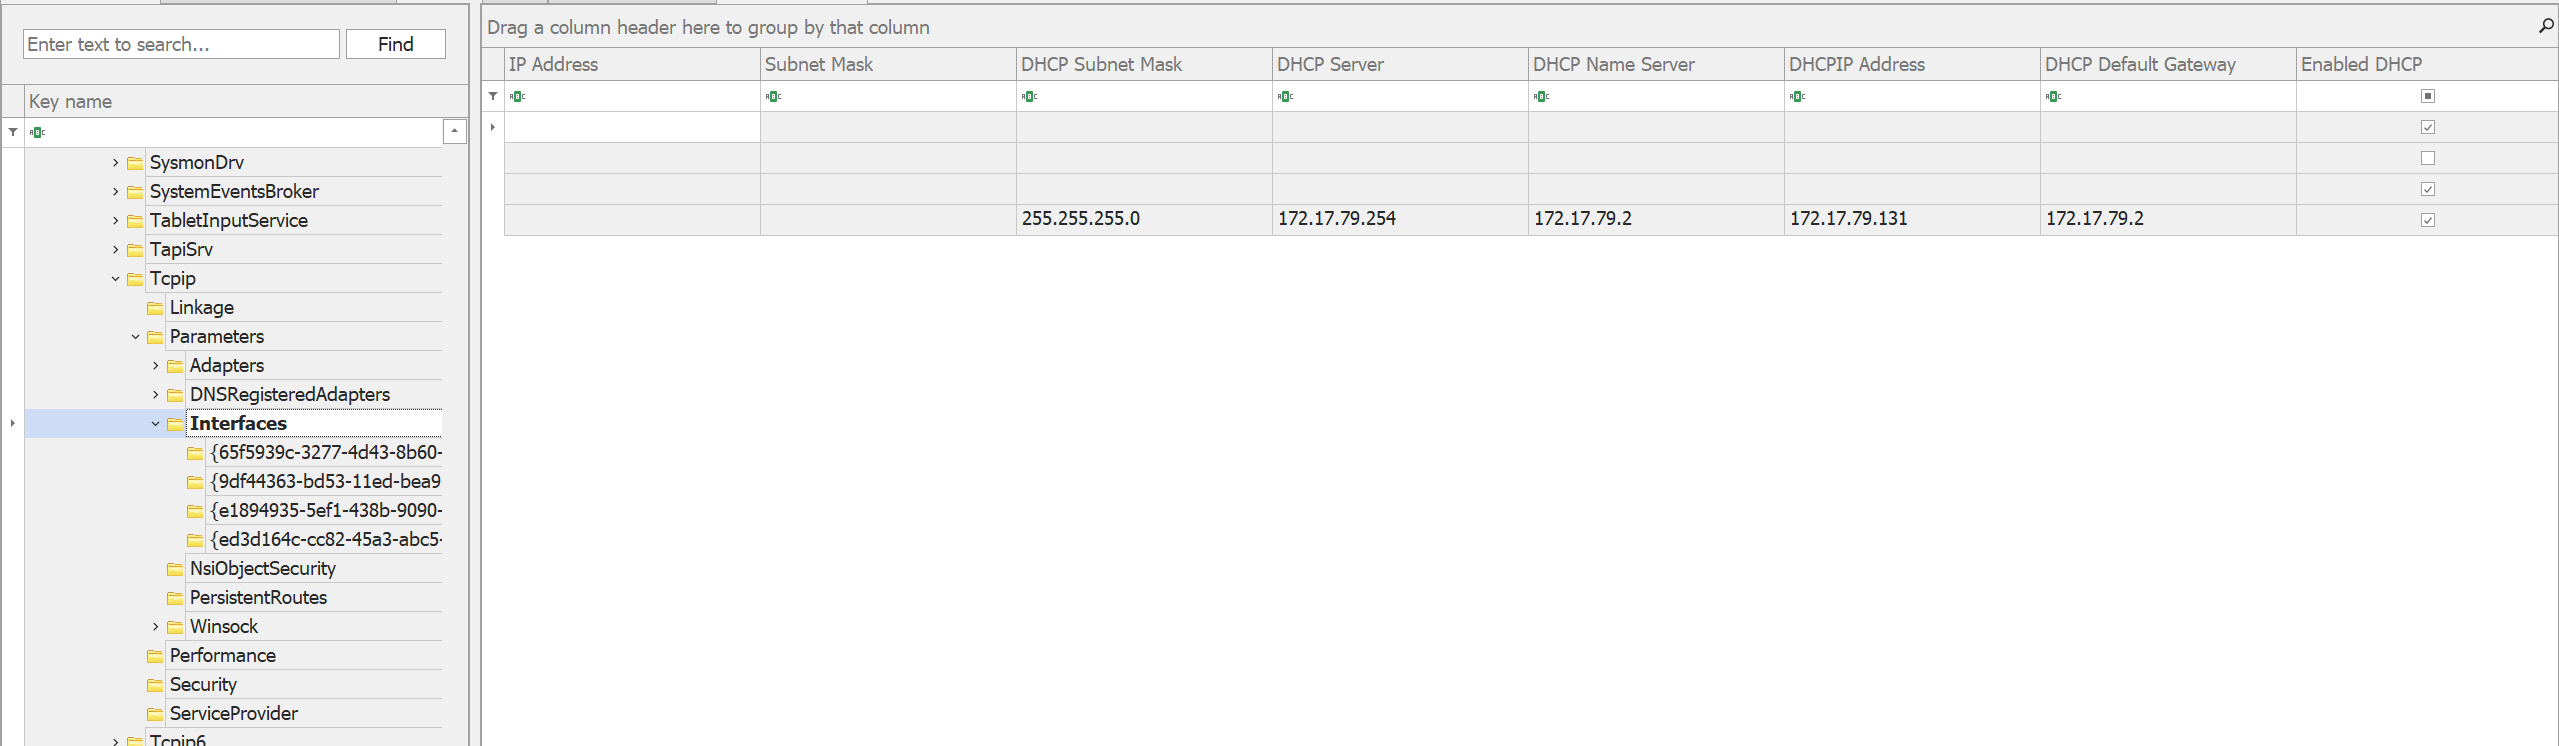 Enter text to search...
Find
Key name
SysmonDrv
SystemEventsBroker
TabletInputService
TapiSrv
Tcpip
Linkage
Parameters
Adapters
DNSRegisteredAdapters
Interfaces
{65f5939c-3277-4d43-8b60-
{9df44363-bd53-11ed-bea9
{e1894935-5ef1-438b-9090-
{ed3d164c-cc82-45a3-abc5-
NsiObjectSecurity
PersistentRoutes
Winsock
Performance
Security
ServiceProvider
Tcpip6
Drag a column header here to group by that column
IP Address Subnet Mask DHCP Subnet Mask DHCP Server DHCP Name Server DHCPIP Address DHCP Default Gateway Enabled DHCP
255.255.255.0 172.17.79.254 172.17.79.2 172.17.79.131 172.17.79.2